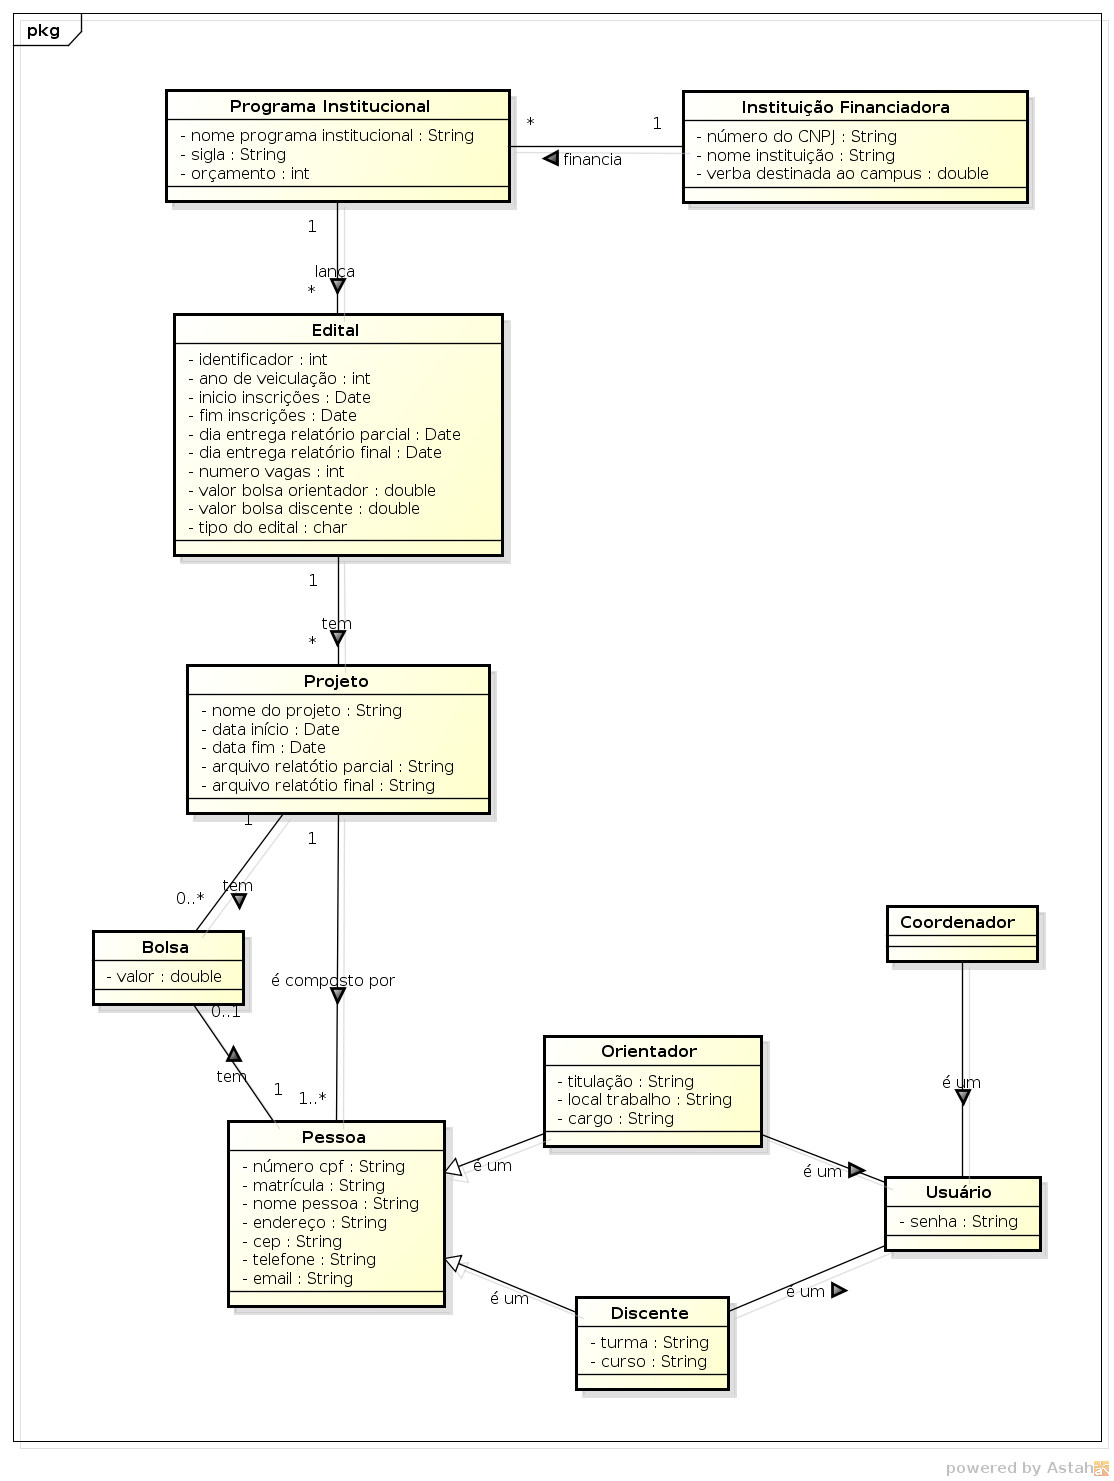 pkg
Programa Institucional
- nome programa institucional : String
- sigla : String
- orçamento : int
* 1
financia
Instituição Financiadora
- número do CNPJ : String
- nome instituição : String
- verba destinada ao campus : double
1
lança
*
Edital
- identificador : int
- ano de veiculação : int
- inicio inscrições : Date
- fim inscrições : Date
- dia entrega relatório parcial : Date
- dia entrega relatório final : Date
- numero vagas : int
- valor bolsa orientador : double
- valor bolsa discente : double
- tipo do edital : char
1
tem
*
Projeto
- nome do projeto : String
- data início : Date
- data fim : Date
- arquivo relatótio parcial : String
- arquivo relatótio final : String
1
1
tem
0..*
Bolsa
- valor : double
0..1
tem
1
é composto por
1..*
Coordenador
é um
Orientador
- titulação : String
- local trabalho : String
- cargo : String
é um
é um
Pessoa
- número cpf : String
- matrícula : String
- nome pessoa : String
- endereço : String
- cep : String
- telefone : String
- email : String
Usuário
- senha : String
é um
é um
Discente
- turma : String
- curso : String
powered by Astah